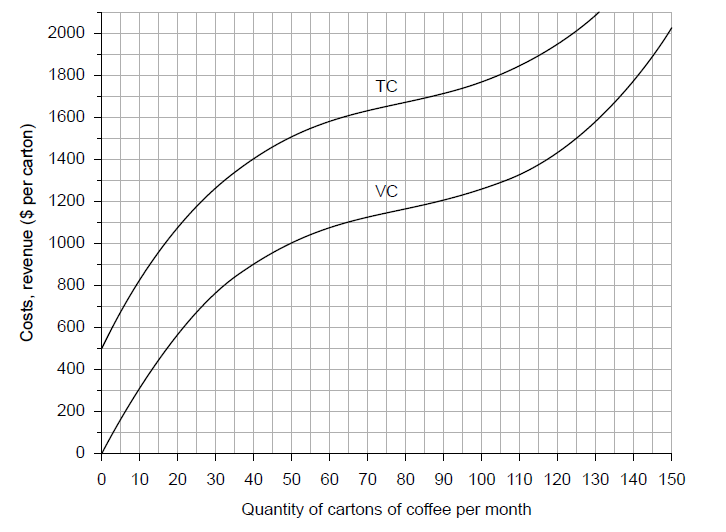 Costs, revenue ($ per carton)
2000
1800
1600
1400
1200
1000
800
600
400
200
0
TC
VC
0 10 20 30 40 50 60 70 80 90 100 110 120 130 140 150
Quantity of cartons of coffee per month